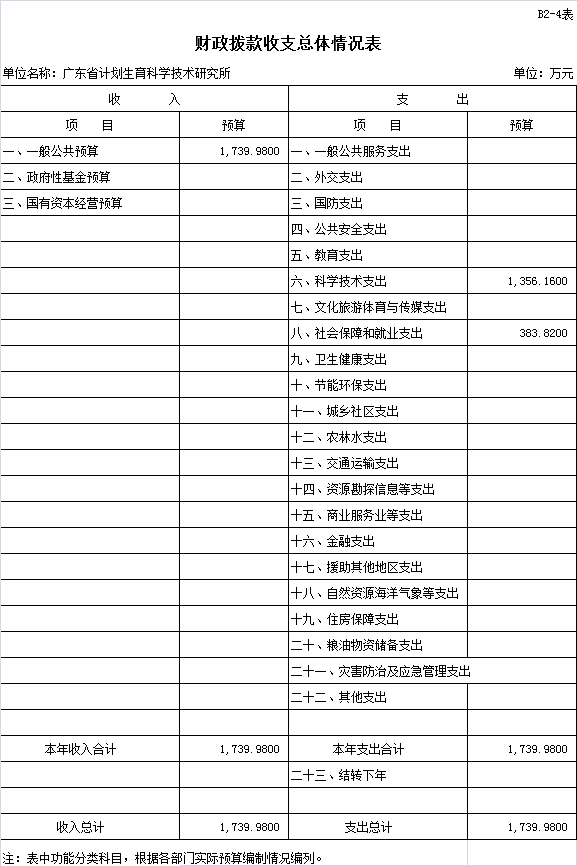 B2-4表
财政拨款收支总体情况表
单位名称：广东省计划生育科学技术研究所 单位：万元
收 入 支 出
项 目 预算 项 目 预算
一、一般公共预算 1,739.9800 一、一般公共服务支出
二、政府性基金预算 二、外交支出
三、国有资本经营预算 三、国防支出
四、公共安全支出
五、教育支出
六、科学技术支出 1,356.1600
七、文化旅游体育与传媒支出
八、社会保障和就业支出 383.8200
九、卫生健康支出
十、节能环保支出
十一、城乡社区支出
十二、农林水支出
十三、交通运输支出
十四、资源勘探信息等支出
十五、商业服务业等支出
十六、金融支出
十七、援助其他地区支出
十八、自然资源海洋气象等支出
十九、住房保障支出
二十、粮油物资储备支出
二十一、灾害防治及应急管理支出
二十二、其他支出
本年收入合计 1,739.9800 本年支出合计 1,739.9800
二十三、结转下年
收入总计 1,739.9800 支出总计 1,739.9800
注：表中功能分类科目，根据各部门实际预算编制情况编列。